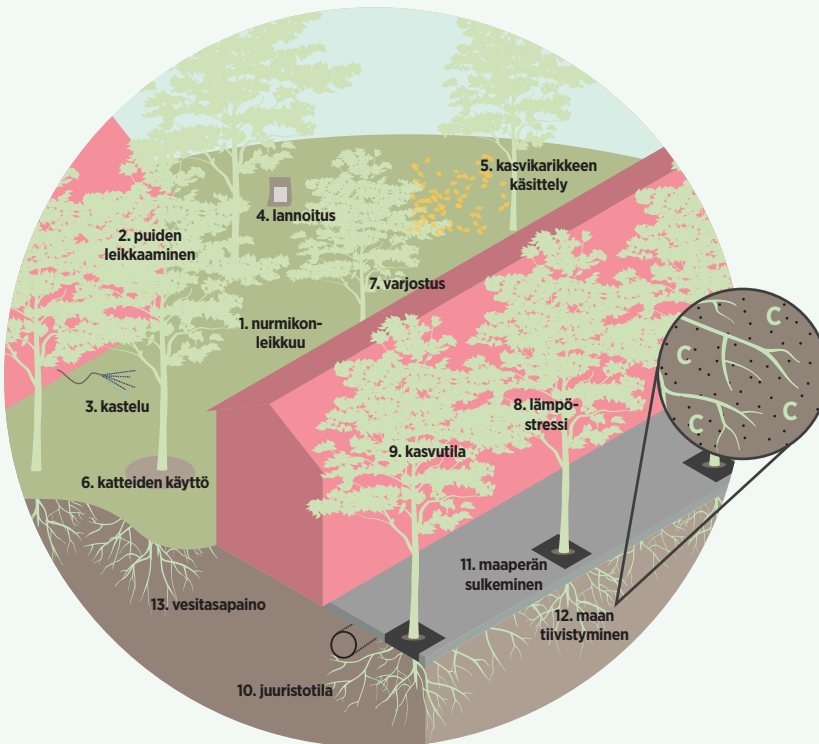 1. nurmikon-
leikkuu
2. puiden
leikkaaminen
3. kastelu
4. lannoitus
5. kasvikarikkeen
käsittely
6. katteiden käyttö
7. varjostus
8. lämpö-
stressi
9. kasvutila
10. juuristotila
11. maaperän
sulkeminen
12. maan
tiivistyminen
13. vesitasapaino
C
C
C
C